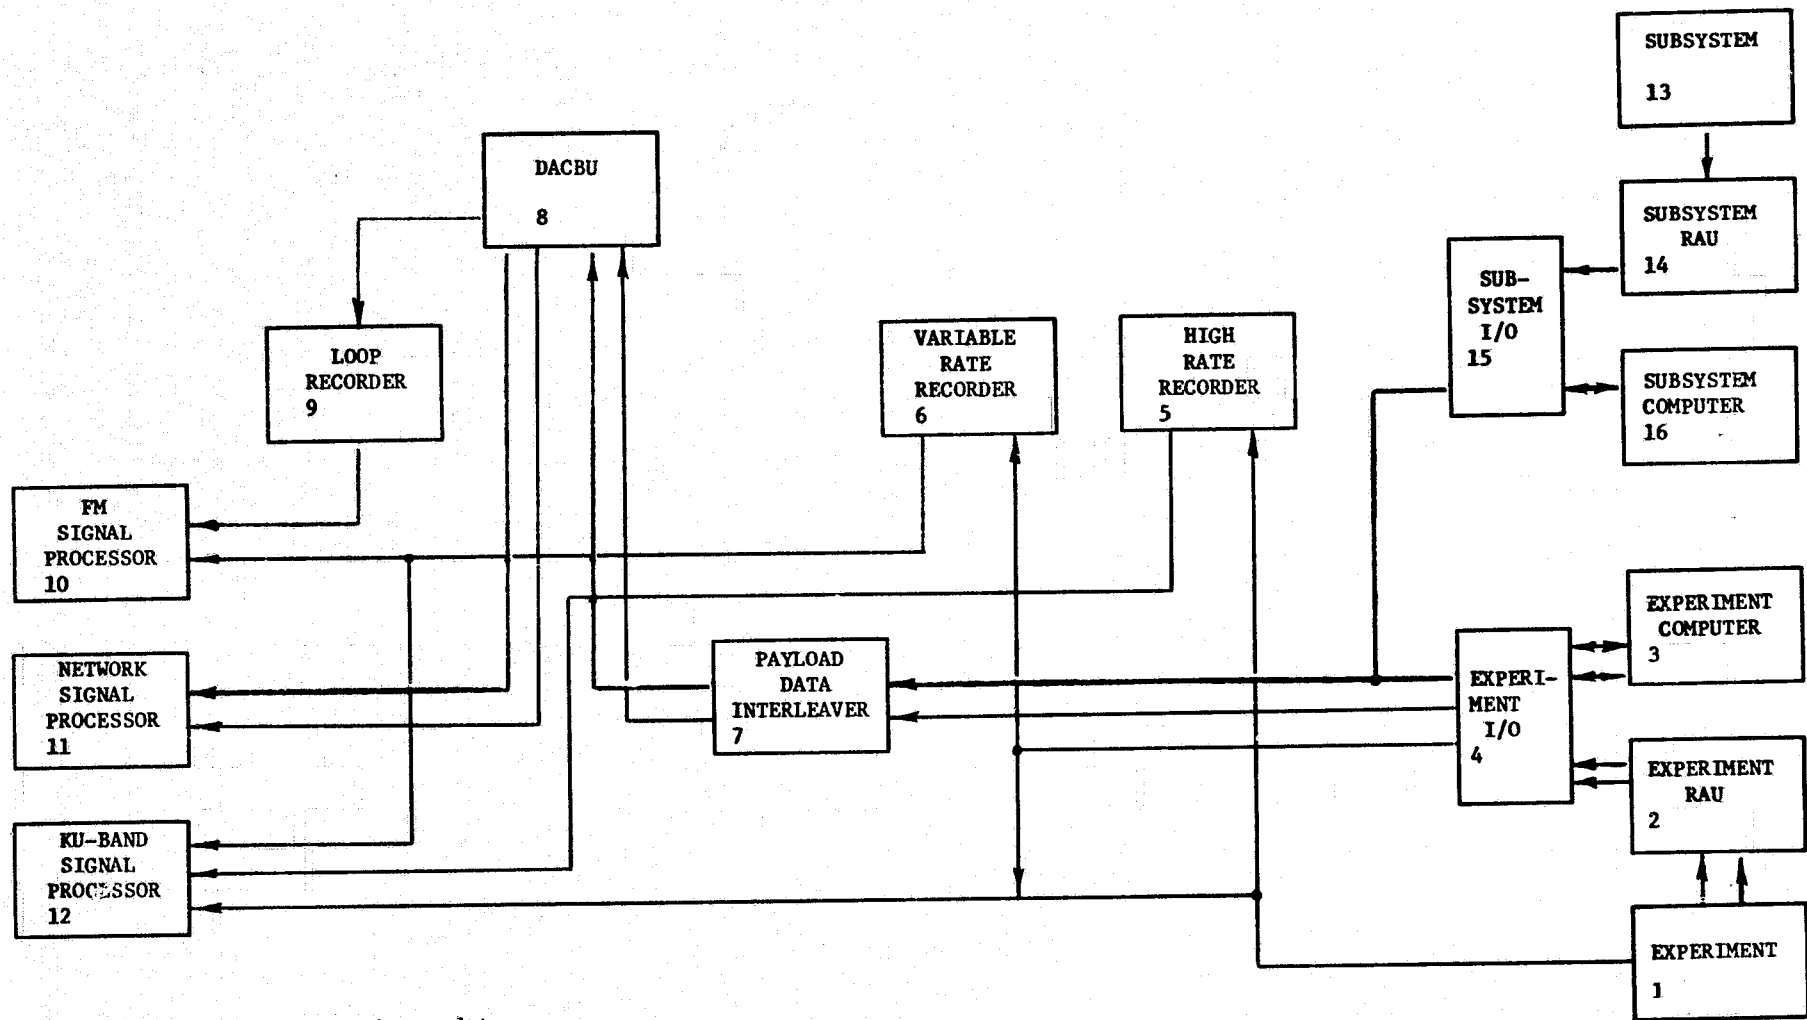 SUBSYSTEM
13
DACBU
8
SUBSYSTEM
RAU
14
SUB-
SYSTEM
I/O
15
LOOP
RECORDER
9
VARIABLE
RATE
RECORDER
6
HIGH
RATE
RECORDER
5
SUBSYSTEM
COMPUTER
16
FM
SIGNAL
PROCESSOR
10
EXPERIMENT
COMPUTER
3
NETWORK
SIGNAL
PROCESSOR
11
PAYLOAD
DATA
INTERLEAVER
7
EXPERI-
MENT
I/O
4
EXPERIMENT
RAU
2
KU-BAND
SIGNAL
PROCESSOR
12
EXPERIMENT
1